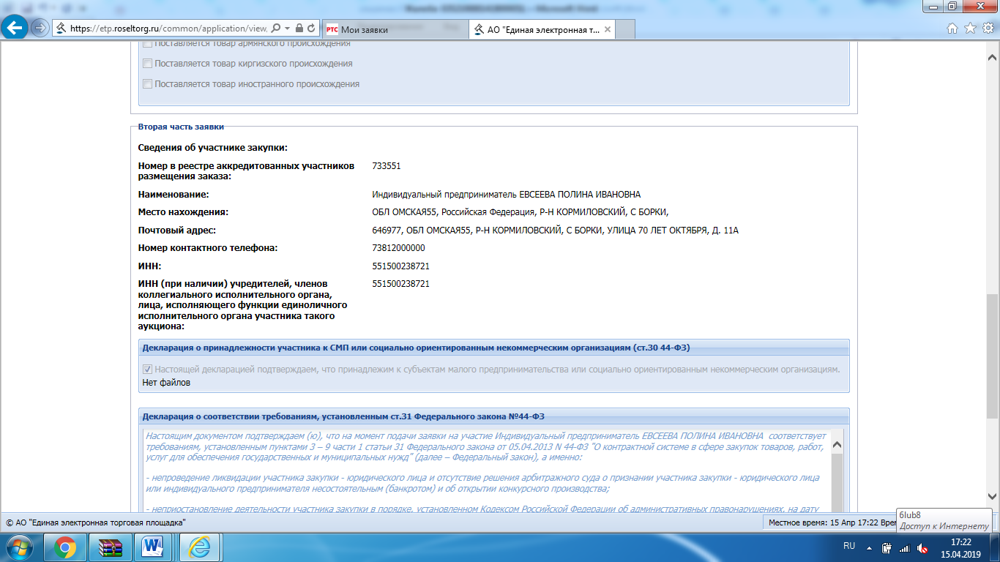 https://etp.roseltorg.ru/common/application/view,
РТС Мои заявки
АО "Единая электронная т...
Поставляется товар армянского происхождения
Поставляется товар киргизского происхождения
Поставляется товар иностранного происхождения
Вторая часть заявки
Сведения об участнике закупки:
Номер в реестре аккредитованных участников размещения заказа: 733551
Наименование: Индивидуальный предприниматель ЕВСЕЕВА ПОЛИНА ИВАНОВНА
Место нахождения: ОБЛ ОМСКАЯ55, Российская Федерация, Р-Н КОРМИЛОВСКИЙ, С БОРКИ,
Почтовый адрес: 646977, ОБЛ ОМСКАЯ55, Р-Н КОРМИЛОВСКИЙ, С БОРКИ, УЛИЦА 70 ЛЕТ ОКТЯБРЯ, Д. 11А
Номер контактного телефона: 73812000000
ИНН: 551500238721
ИНН (при наличии) учредителей, членов 551500238721
коллегиального исполнительного органа,
лица, исполняющего функции единоличного
исполнительного органа участника такого
аукциона:
Декларация о принадлежности участника к СМП или социально ориентированным некоммерческим организациям (ст.30 44-ФЗ)
Настоящей декларацией подтверждаем, что принадлежим к субъектам малого предпринимательства или социально ориентированным некоммерческим организациям.
Нет файлов
Декларация о соответствии требованиям, установленным ст.31 Федерального закона №44-ФЗ
Настоящим документом подтверждаем (ю), что на момент подачи заявки на участие Индивидуальный предприниматель ЕВСЕЕВА ПОЛИНА ИВАНОВНА соответствует
требованиям, установленным пунктами 3 – 9 части 1 статьи 31 Федерального закона от 05.04.2013 N 44-ФЗ "О контрактной системе в сфере закупок товаров, работ,
услуг для обеспечения государственных и муниципальных нужд" (далее – Федеральный закон), а именно:
- непроведение ликвидации участника закупки - юридического лица и отсутствие решения арбитражного суда о признании участника закупки - юридического лица
или индивидуального предпринимателя несостоятельным (банкротом) и об открытии конкурсного производства;
- неприостановление деятельности участника закупки в порядке, установленном Кодексом Российской Федерации об административных правонарушениях, на дату
© АО "Единая электронная торговая площадка"
Местное время: 15 Апр 17:22 Врем
6lub8
Доступ к Интернету
RU
17:22
15.04.2019